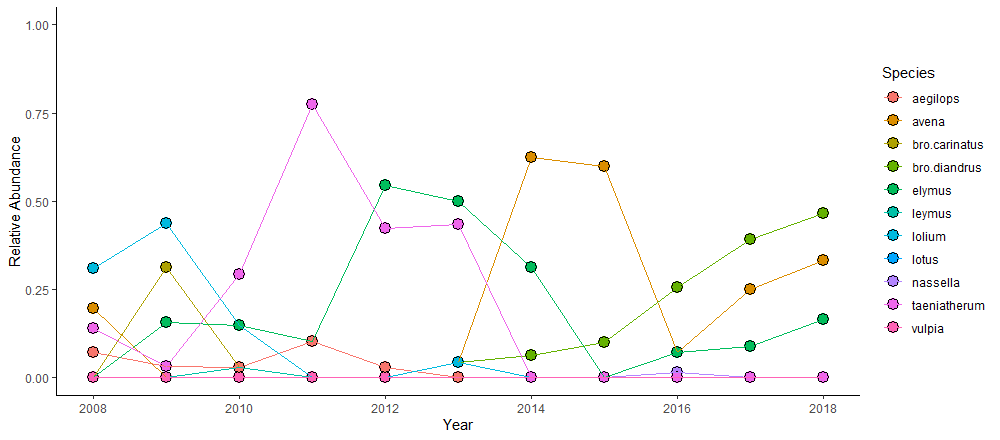 1.00
0.75
0.50
0.25
0.00
Relative Abundance
2008 2010 2012 2014 2016 2018
Year
Species
aegilops
avena
bro.carinatus
bro.diandrus
elymus
leymus
lolium
lotus
nassella
taeniatherum
vulpia